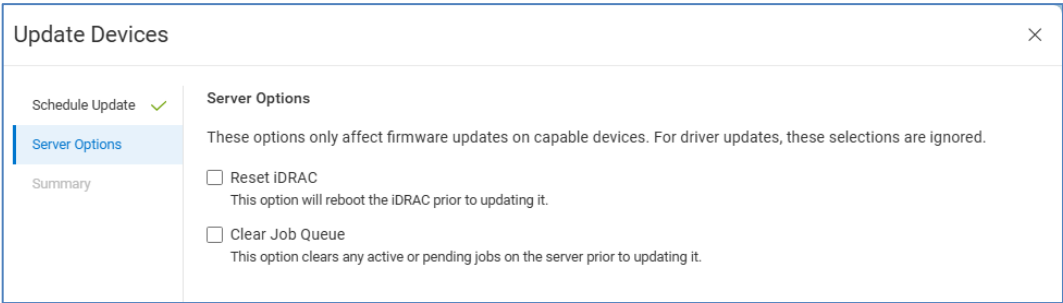 Update Devices
Schedule Update
Server Options
Summary
Server Options
These options only affect firmware updates on capable devices. For driver updates, these selections are ignored.
Reset iDRAC
This option will reboot the iDRAC prior to updating it.
Clear Job Queue
This option clears any active or pending jobs on the server prior to updating it.